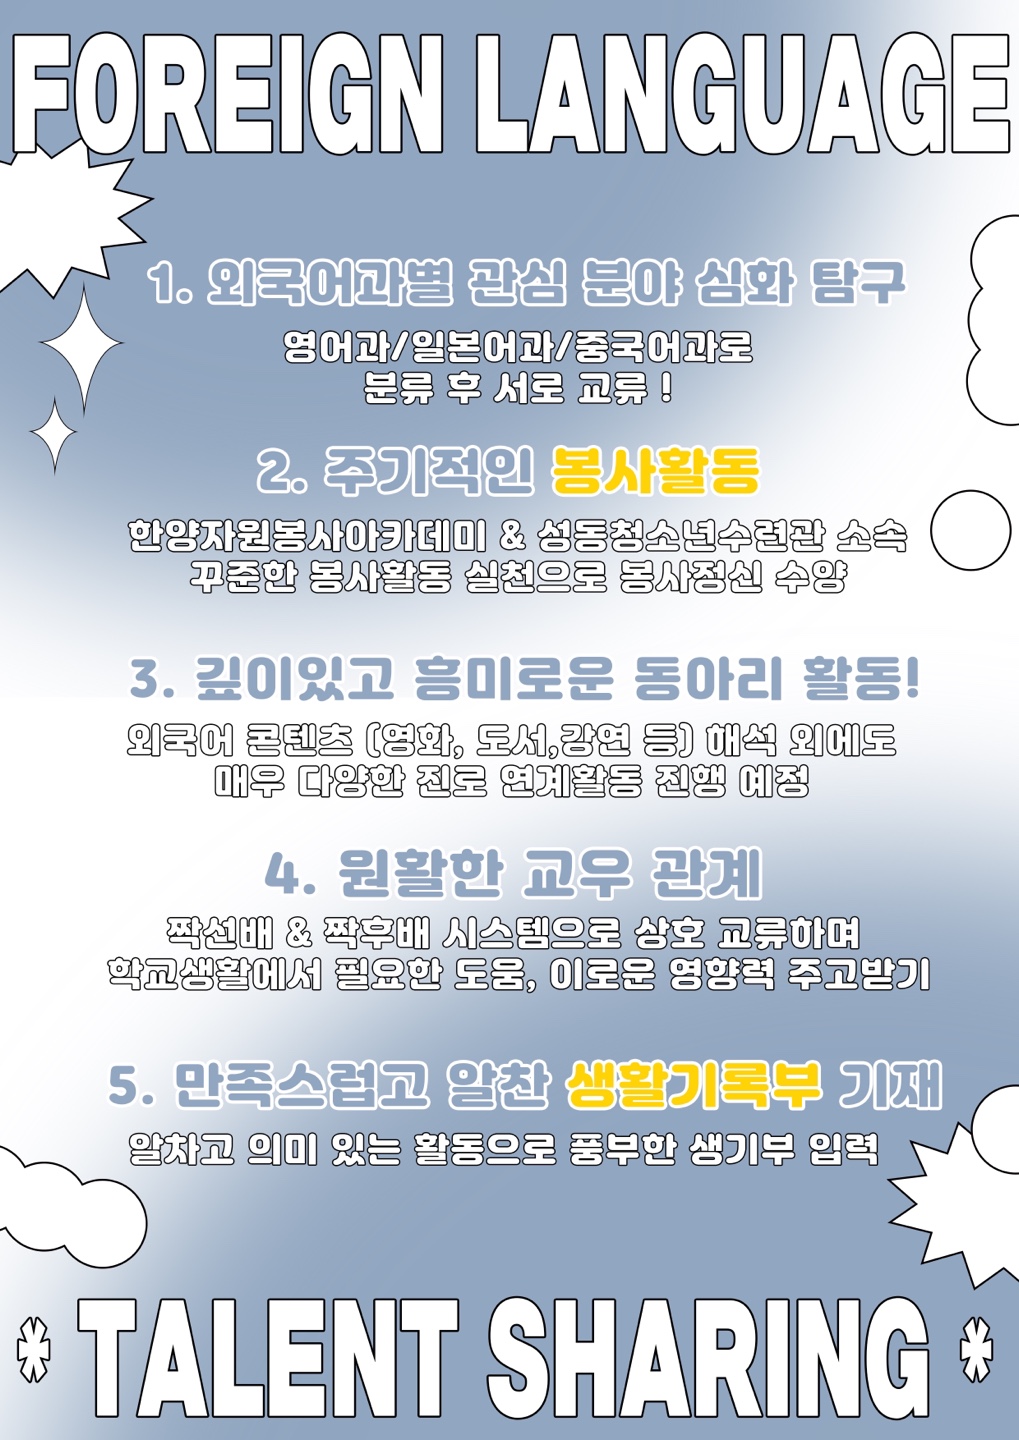 FOREIGN LANGUAGE
1. 외국어과별 관심 분야 심화 탐구
영어과/일본어과/중국어과로
분류 후 서로 교류 !
2. 주기적인 봉사활동
한양자원봉사아카데미 & 성동청소년수련관 소속
꾸준한 봉사활동 실천으로 봉사정신 수양
3. 깊이있고 흥미로운 동아리 활동!
외국어 콘텐츠 (영화, 도서,강연 등) 해석 외에도
매우 다양한 진로 연계활동 진행 예정
4. 원활한 교우 관계
짝선배 & 짝후배 시스템으로 상호 교류하며
학교생활에서 필요한 도움, 이로운 영향력 주고받기
5. 만족스럽고 알찬 생활기록부 기재
알차고 의미 있는 활동으로 풍부한 생기부 입력
* TALENT SHARING *